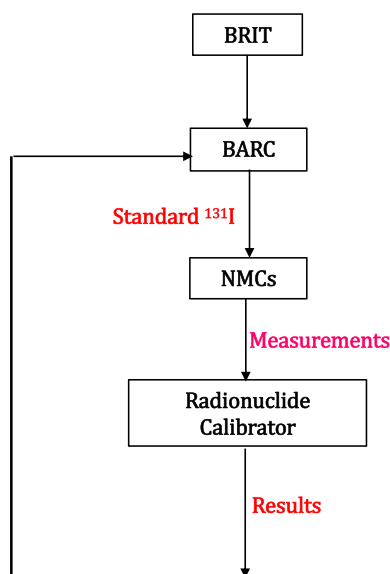 BRIT
BARC
Standard ¹³¹I
NMCs
Measurements
Radionuclide
Calibrator
Results